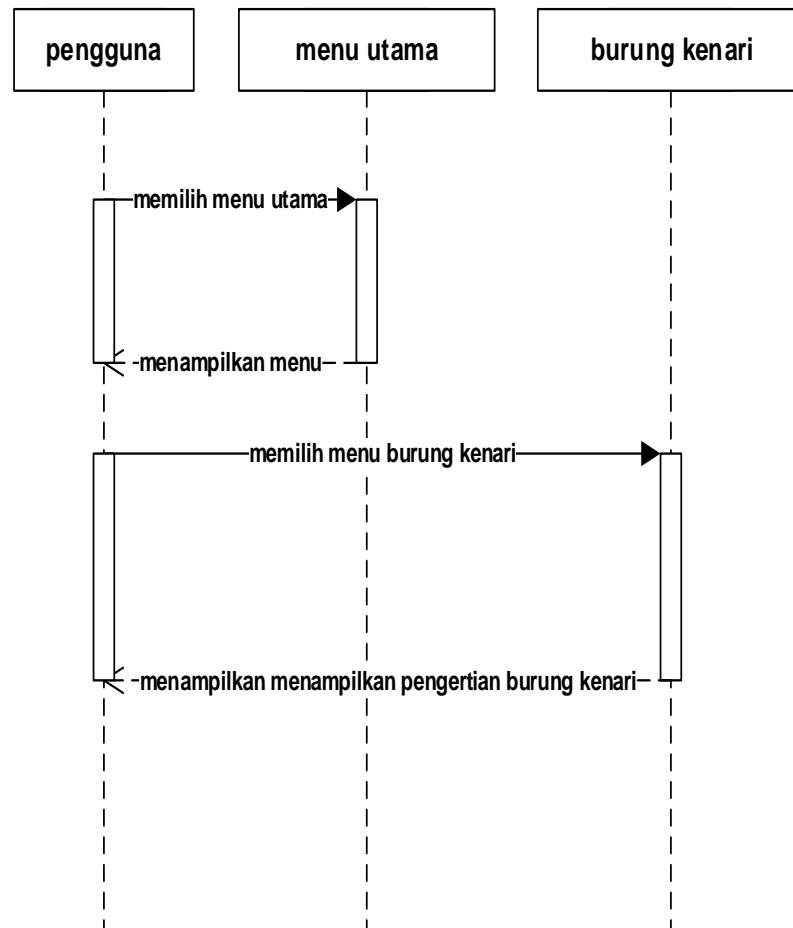 pengguna
menu utama
burung kenari
memilih menu utama
menampilkan menu
memilih menu burung kenari
menampilkan menampilkan pengertian burung kenari